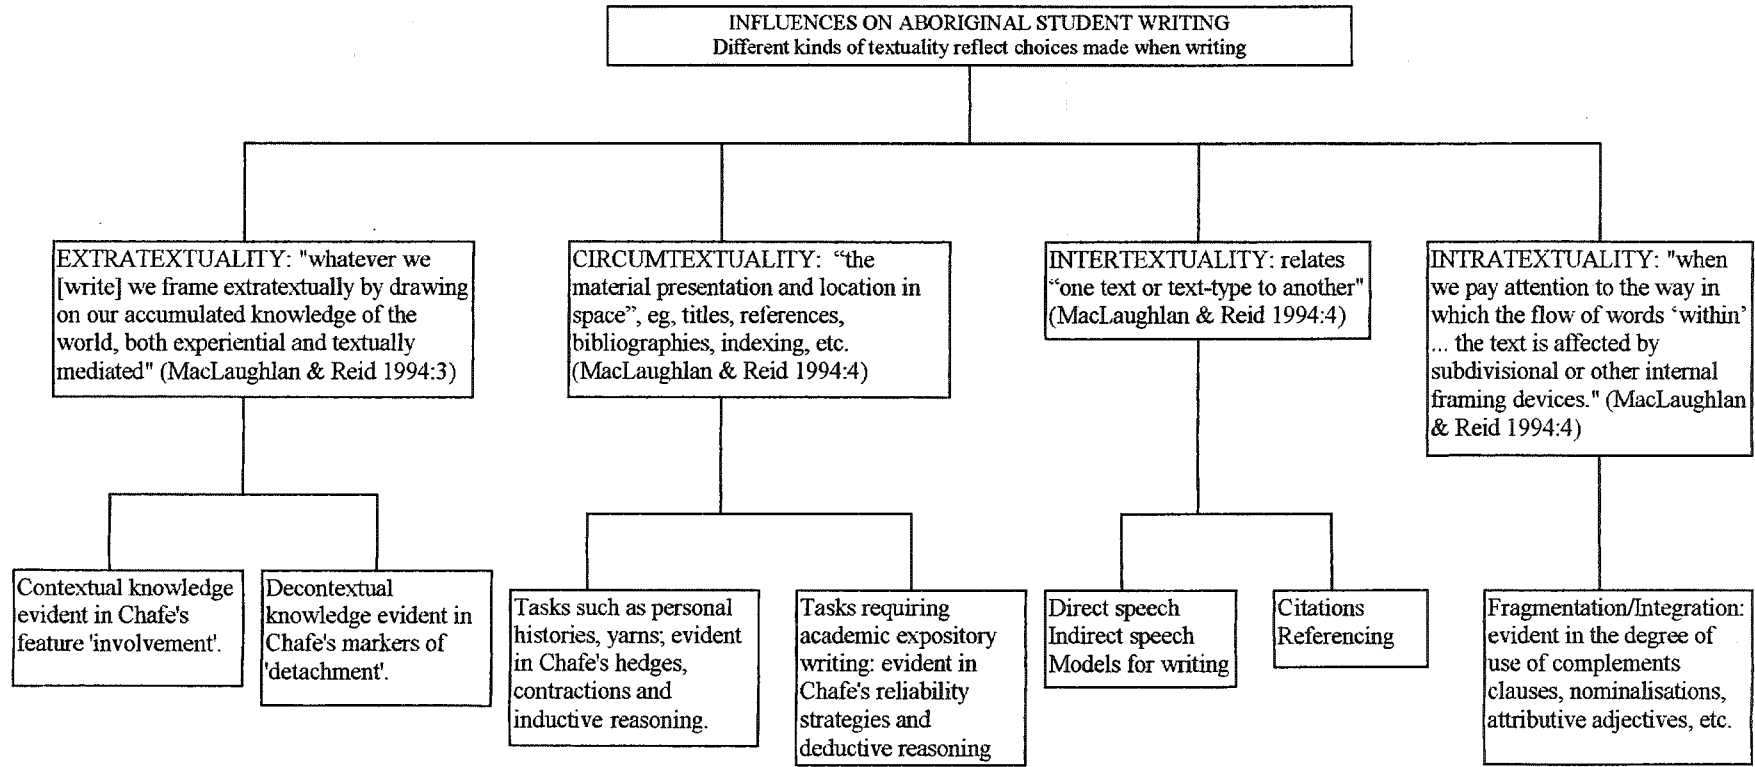 INFLUENCES ON ABORIGINAL STUDENT WRITING
Different kinds of textuality reflect choices made when writing
EXTRATEXTUALITY: "whatever we
[write] we frame extratextually by drawing
on our accumulated knowledge of the
world, both experiential and textually
mediated" (MacLaughlan & Reid 1994:3)
CIRCUMTEXTUALITY: “the
material presentation and location in
space”, eg, titles, references,
bibliographies, indexing, etc.
(MacLaughlan & Reid 1994:4)
INTERTEXTUALITY: relates
“one text or text-type to another"
(MacLaughlan & Reid 1994:4)
INTRATEXTUALITY: "when
we pay attention to the way in
which the flow of words ‘within’
... the text is affected by
subdivisional or other internal
framing devices." (MacLaughlan
& Reid 1994:4)
Contextual knowledge
evident in Chafe's
feature 'involvement'.
Decontextual
knowledge evident in
Chafe's markers of
'detachment'.
Tasks such as personal
histories, yarns; evident
in Chafe's hedges,
contractions and
inductive reasoning.
Tasks requiring
academic expository
writing: evident in
Chafe's reliability
strategies and
deductive reasoning
Direct speech
Indirect speech
Models for writing
Citations
Referencing
Fragmentation/Integration:
evident in the degree of
use of complements
clauses, nominalisations,
attributive adjectives, etc.